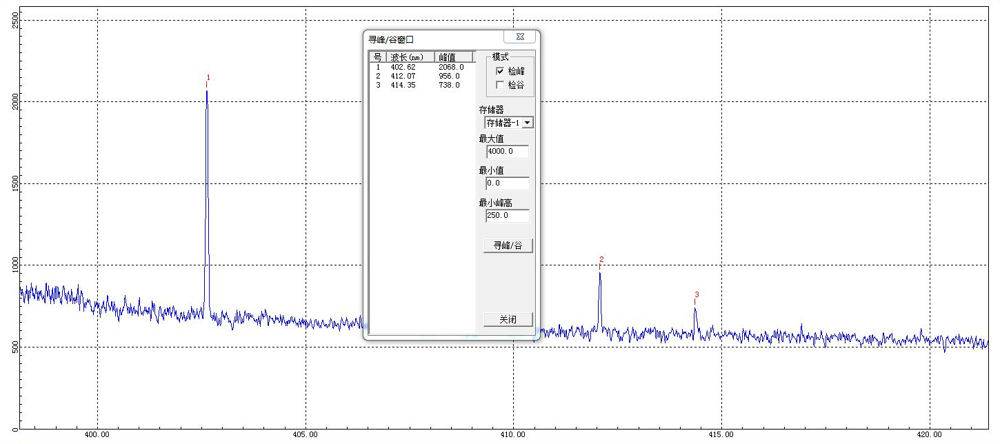 2500
2000
1500
1000
500
0
400.00 405.00 410.00 415.00 420.00
1
2
3
寻峰/谷窗口
号 波长(nm) 峰值
1 402.62 2068.0
2 412.07 956.0
3 414.35 738.0
模式
检峰
检谷
存储器
存储器-1
最大值
4000.0
最小值
0.0
最小峰高
250.0
寻峰/谷
关闭